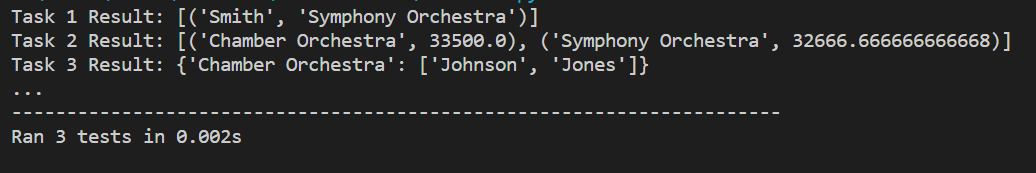 Task 1 Result: [('Smith', 'Symphony Orchestra')]
Task 2 Result: [('Chamber Orchestra', 33500.0), ('Symphony Orchestra', 32666.666666666668)]
Task 3 Result: {'Chamber Orchestra': ['Johnson', 'Jones']}
...
----------------------------------------------------------------------
Ran 3 tests in 0.002s